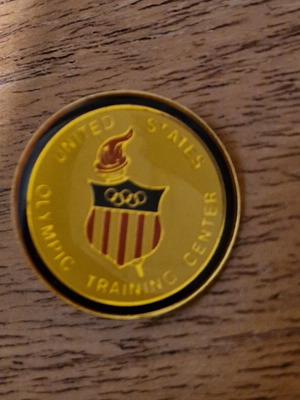 UNITED STATES
OLYMPIC TRAINING CENTER